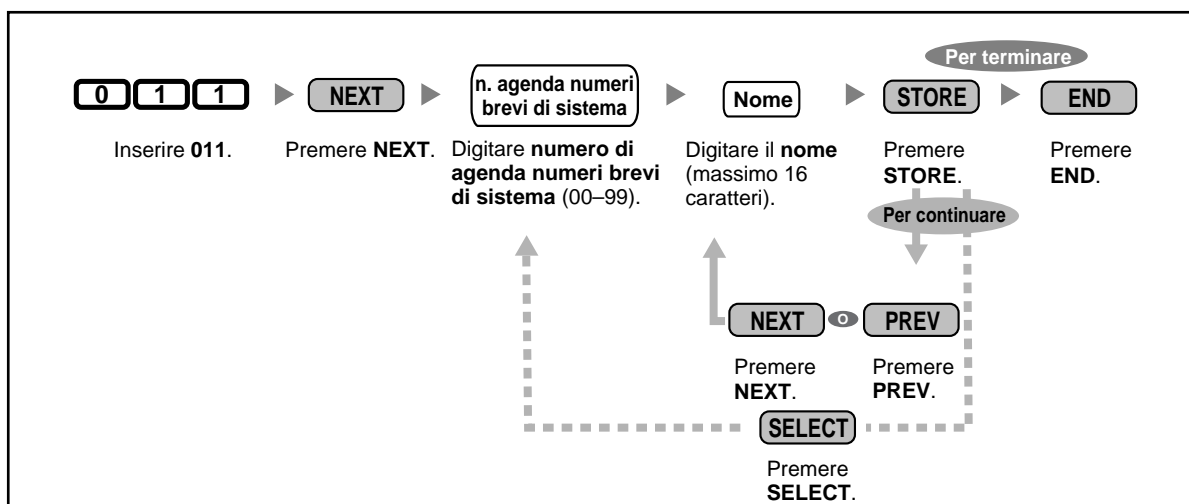 Per terminare
0 1 1
NEXT
n. agenda numeri
brevi di sistema
Nome
STORE
END
Inserire 011.
Premere NEXT.
Digitare numero di
agenda numeri brevi
di sistema (00–99).
Digitare il nome
(massimo 16
caratteri).
Premere
STORE.
Premere
END.
Per continuare
NEXT
O
PREV
Premere
NEXT.
Premere
PREV.
SELECT
Premere
SELECT.